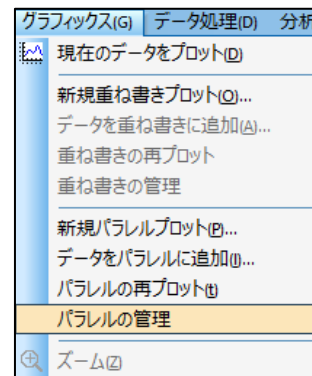 グラフィックス(G) データ処理(D) 分析
現在のデータをプロット(D)
新規重ね書きプロット(O)...
データを重ね書きに追加(A)...
重ね書きの再プロット
重ね書きの管理
新規パラレルプロット(P)...
データをパラレルに追加(I)...
パラレルの再プロット(t)
パラレルの管理
ズーム(Z)